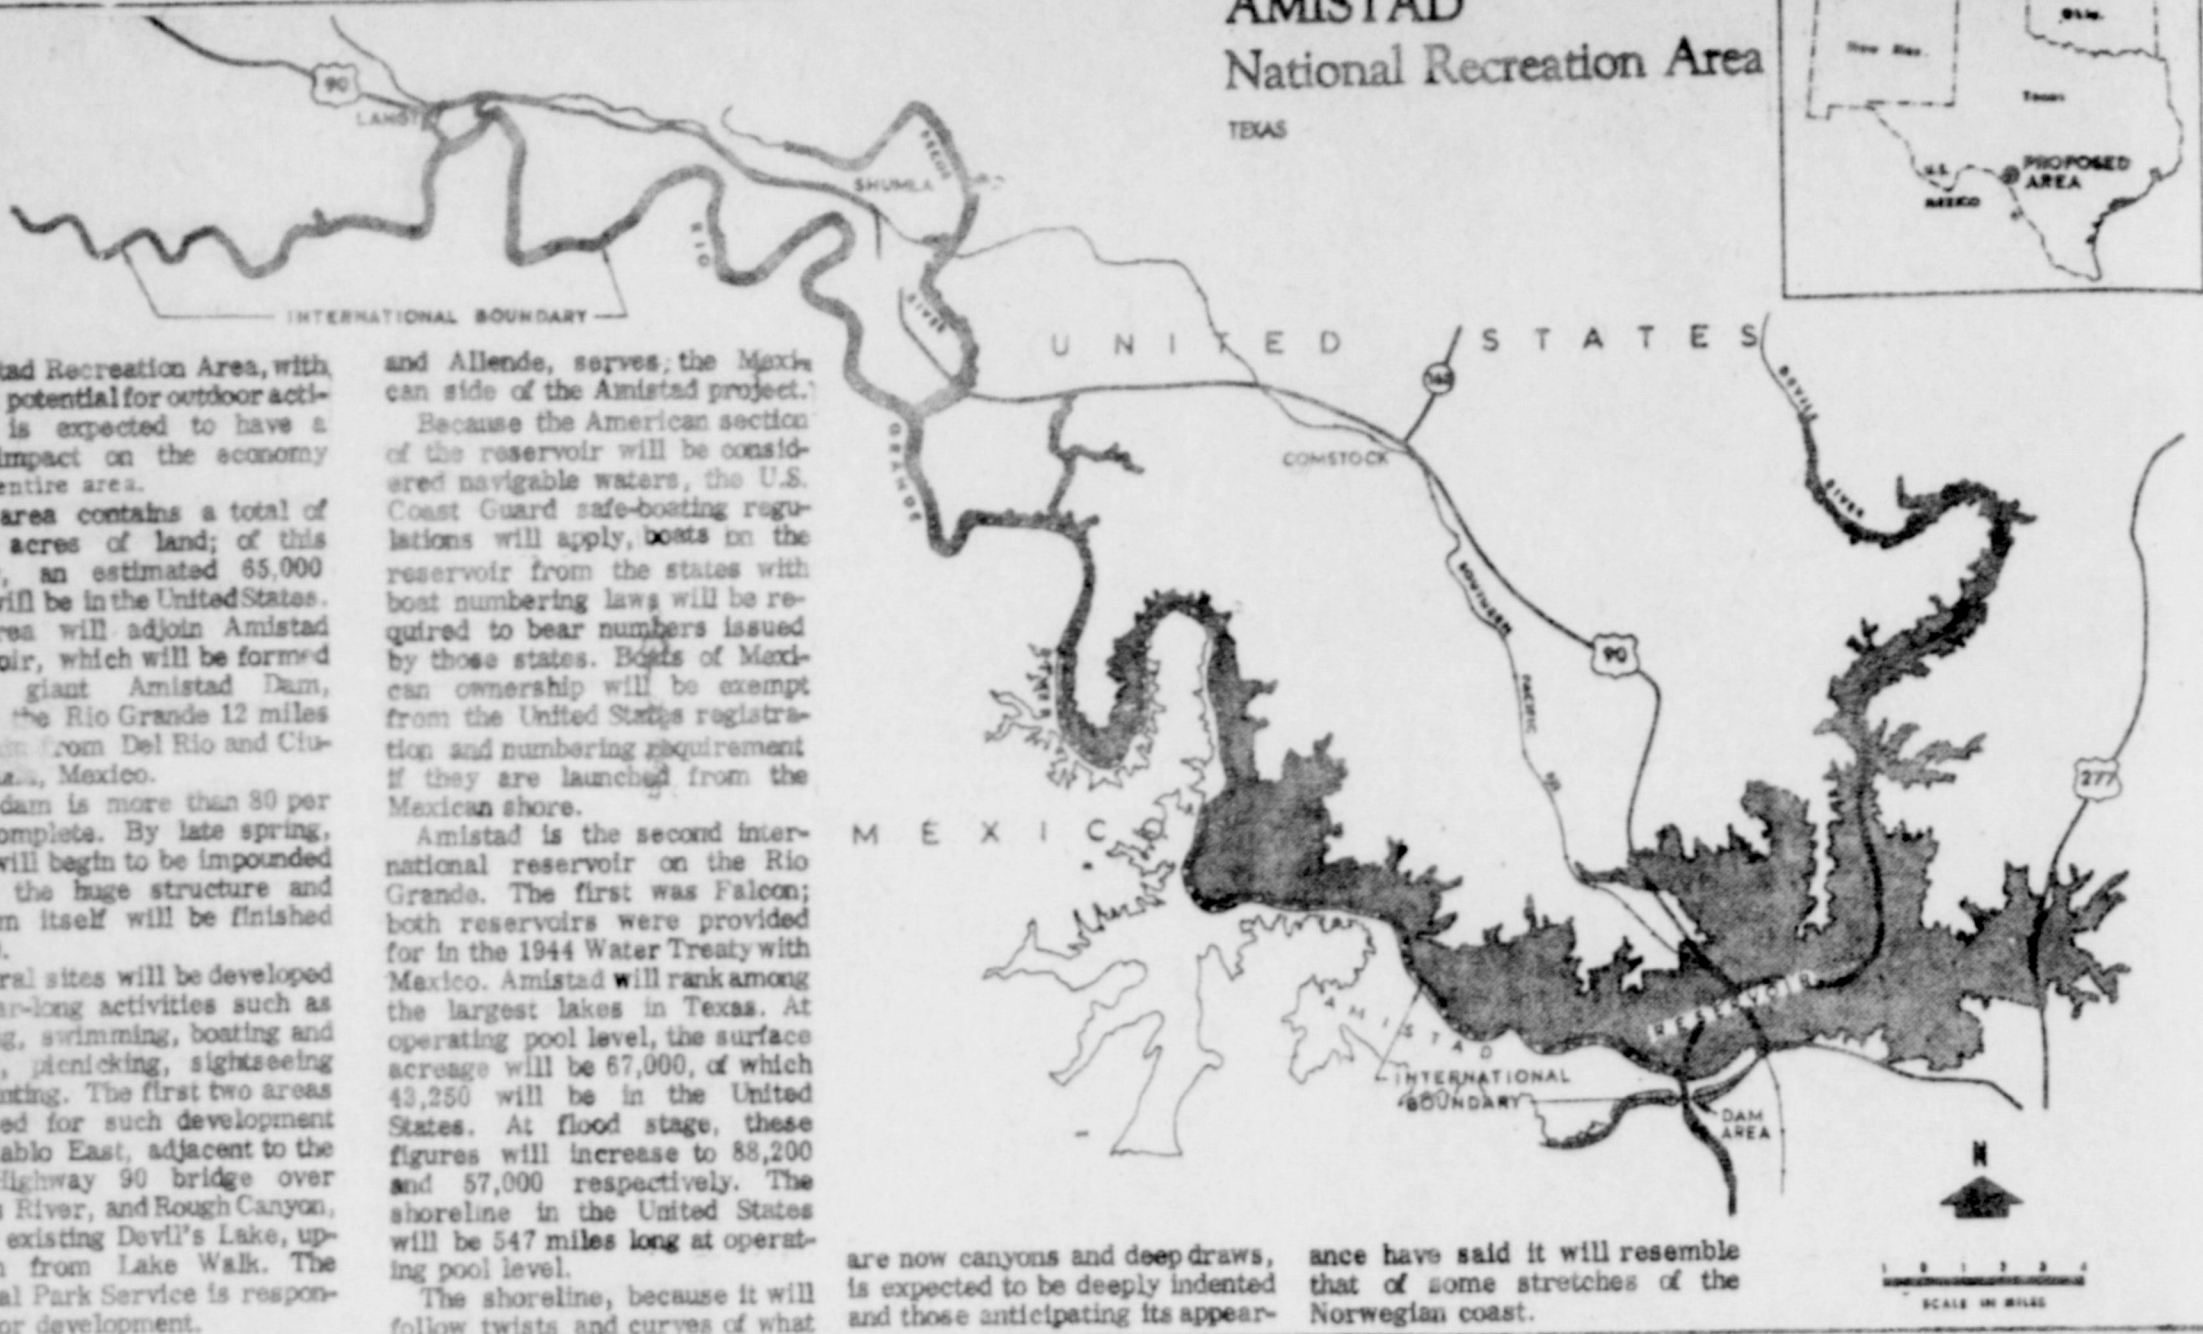 AMISTAD
National Recreation Area
TEXAS
New Mex.
Okla.
Texas
U.S.
MEXICO
PROPOSED
AREA
90
SHUMLA
PECOS
RIO
RIVER
INTERNATIONAL BOUNDARY
UNITED STATES
GRANDE
COMSTOCK
DEVILS
RIVER
SOUTHERN
PACIFIC
90
277
MEXICO
RESERVOIR
AMISTAD
INTERNATIONAL
BOUNDARY
DAM
AREA
N
SCALE IN MILES
tad Recreation Area, with
potential for outdoor acti-
is expected to have a
impact on the economy
entire area.
area contains a total of
acres of land; of this
, an estimated 65,000
will be in the United States.
rea will adjoin Amistad
oir, which will be formed
giant Amistad Dam,
the Rio Grande 12 miles
from Del Rio and Ciu-
, Mexico.
dam is more than 80 per
omplete. By late spring,
will begin to be impounded
the huge structure and
m itself will be finished
ral sites will be developed
ar-long activities such as
g, swimming, boating and
, picnicking, sightseeing
nting. The first two areas
ed for such development
ablo East, adjacent to the
Highway 90 bridge over
River, and Rough Canyon,
existing Devil's Lake, up-
from Lake Walk. The
al Park Service is respon-
or development.
and Allende, serves the Mexi-
can side of the Amistad project.
Because the American section
of the reservoir will be consid-
ered navigable waters, the U.S.
Coast Guard safe-boating regu-
lations will apply, boats on the
reservoir from the states with
boat numbering laws will be re-
quired to bear numbers issued
by those states. Boats of Mexi-
can ownership will be exempt
from the United States registra-
tion and numbering requirement
if they are launched from the
Mexican shore.
Amistad is the second inter-
national reservoir on the Rio
Grande. The first was Falcon;
both reservoirs were provided
for in the 1944 Water Treaty with
Mexico. Amistad will rank among
the largest lakes in Texas. At
operating pool level, the surface
acreage will be 67,000, of which
43,250 will be in the United
States. At flood stage, these
figures will increase to 88,200
and 57,000 respectively. The
shoreline in the United States
will be 547 miles long at operat-
ing pool level.
The shoreline, because it will
follow twists and curves of what
are now canyons and deep draws,
is expected to be deeply indented
and those anticipating its appear-
ance have said it will resemble
that of some stretches of the
Norwegian coast.